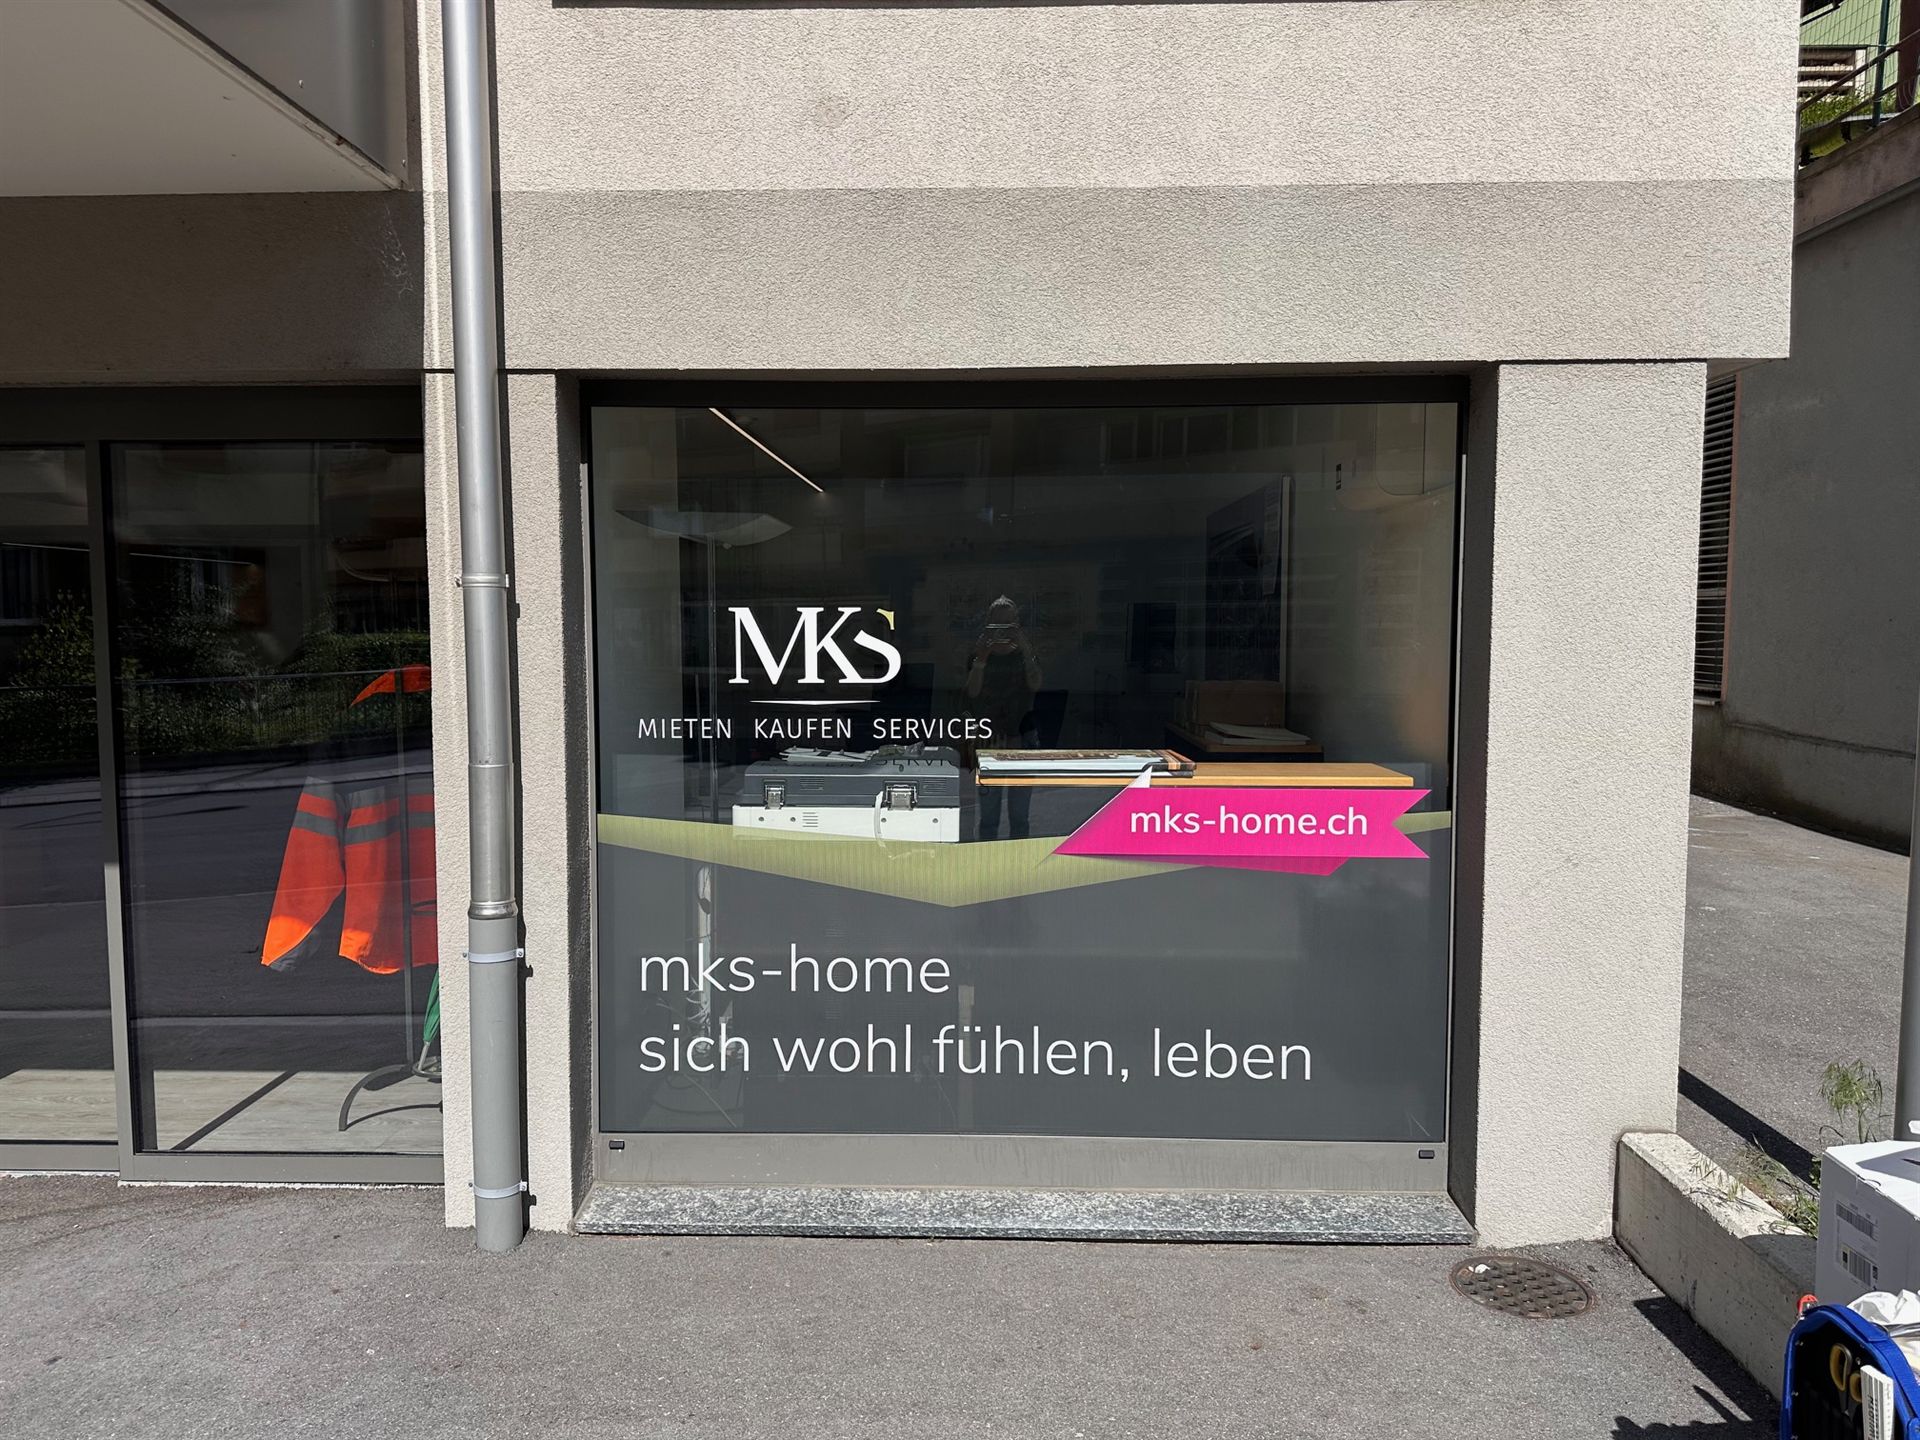 MKS
MIETEN KAUFEN SERVICES
mks-home.ch
mks-home
sich wohl fühlen, leben